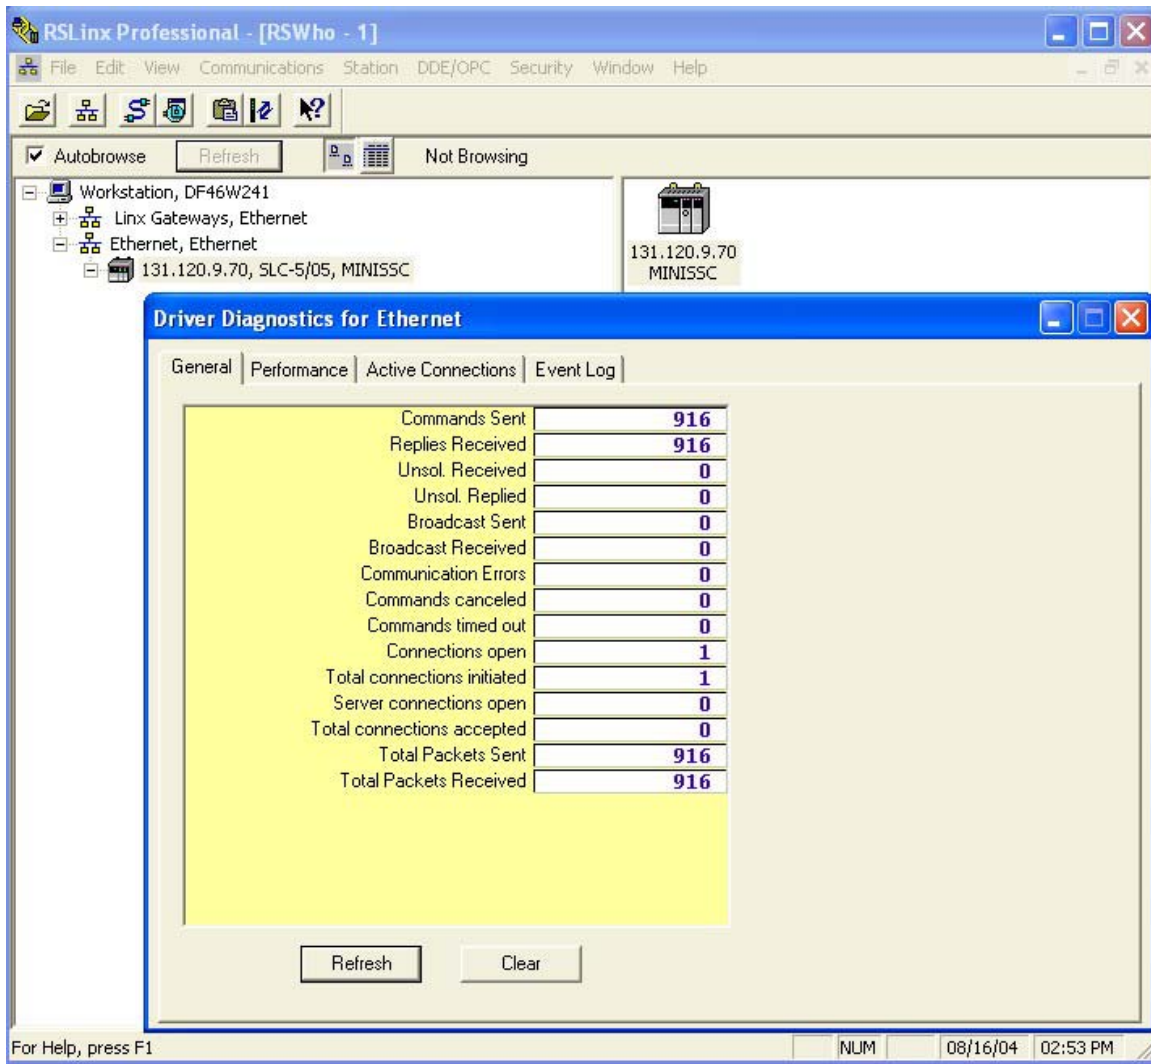 RSLinx Professional - [RSWho - 1]
File Edit View Communications Station DDE/OPC Security Window Help
Autobrowse Refresh Not Browsing
Workstation, DF46W241
Linx Gateways, Ethernet
Ethernet, Ethernet
131.120.9.70, SLC-5/05, MINISSC
131.120.9.70
MINISSC
Driver Diagnostics for Ethernet
General Performance Active Connections Event Log
Commands Sent 916
Replies Received 916
Unsol. Received 0
Unsol. Replied 0
Broadcast Sent 0
Broadcast Received 0
Communication Errors 0
Commands canceled 0
Commands timed out 0
Connections open 1
Total connections initiated 1
Server connections open 0
Total connections accepted 0
Total Packets Sent 916
Total Packets Received 916
Refresh Clear
For Help, press F1 NUM 08/16/04 02:53 PM